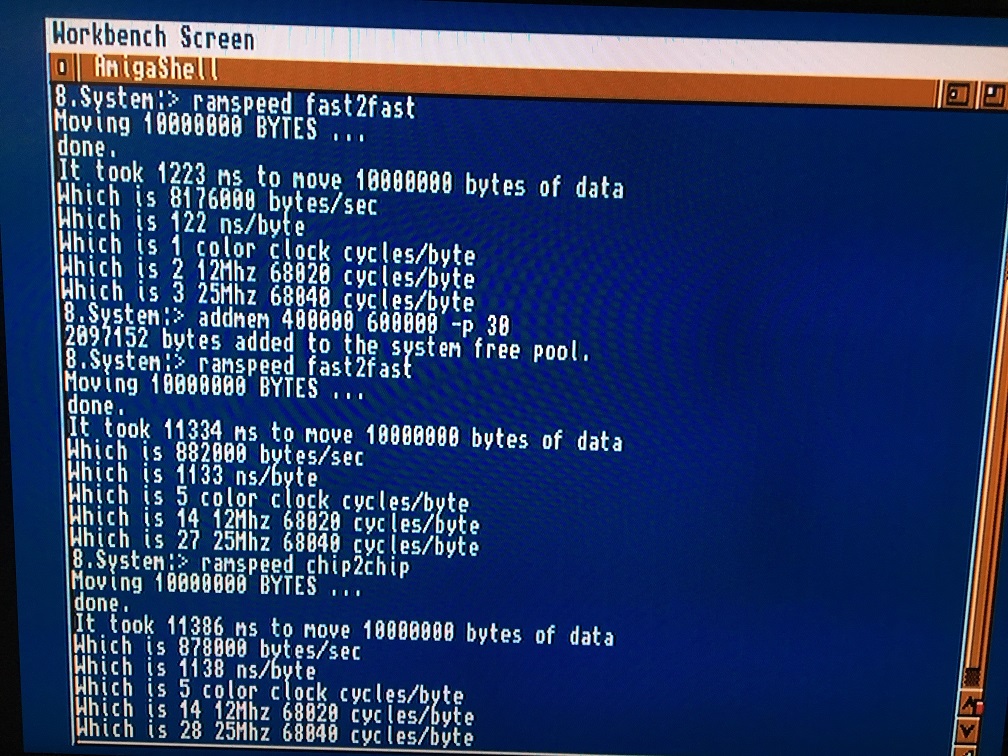 Workbench Screen
AmigaShell
8.System:> ramspeed fast2fast
Moving 10000000 BYTES ...
done.
It took 1223 ms to move 10000000 bytes of data
Which is 8176000 bytes/sec
Which is 122 ns/byte
Which is 1 color clock cycles/byte
Which is 2 12Mhz 68020 cycles/byte
Which is 3 25Mhz 68040 cycles/byte
8.System:> addmem 400000 600000 -p 30
2097152 bytes added to the system free pool.
8.System:> ramspeed fast2fast
Moving 10000000 BYTES ...
done.
It took 11334 ms to move 10000000 bytes of data
Which is 882000 bytes/sec
Which is 1133 ns/byte
Which is 5 color clock cycles/byte
Which is 14 12Mhz 68020 cycles/byte
Which is 27 25Mhz 68040 cycles/byte
8.System:> ramspeed chip2chip
Moving 10000000 BYTES ...
done.
It took 11386 ms to move 10000000 bytes of data
Which is 878000 bytes/sec
Which is 1138 ns/byte
Which is 5 color clock cycles/byte
Which is 14 12Mhz 68020 cycles/byte
Which is 28 25Mhz 68040 cycles/byte